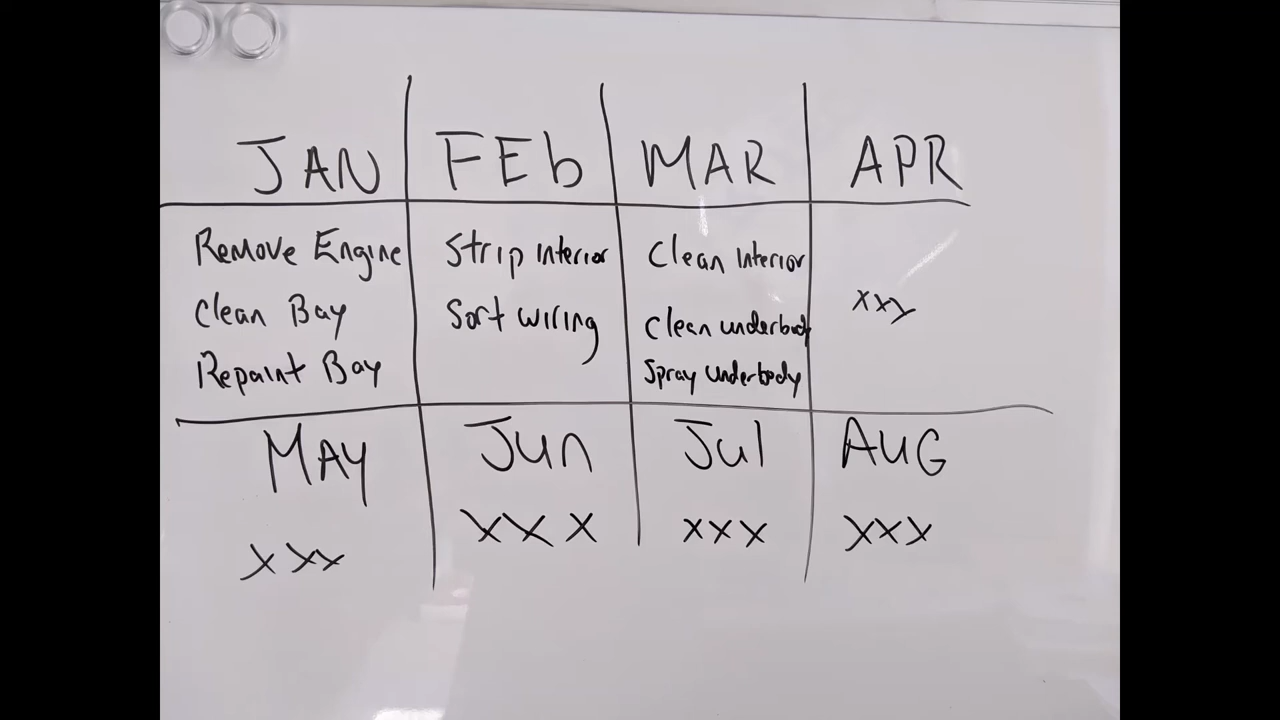 JAN FEb MAR APR
Remove Engine Strip Interior Clean Interior
Clean Bay Sort wiring Clean underbody xxy
Repaint Bay Spray Underbody
MAY Jun Jul AUG
xxx xxx xxx xxx